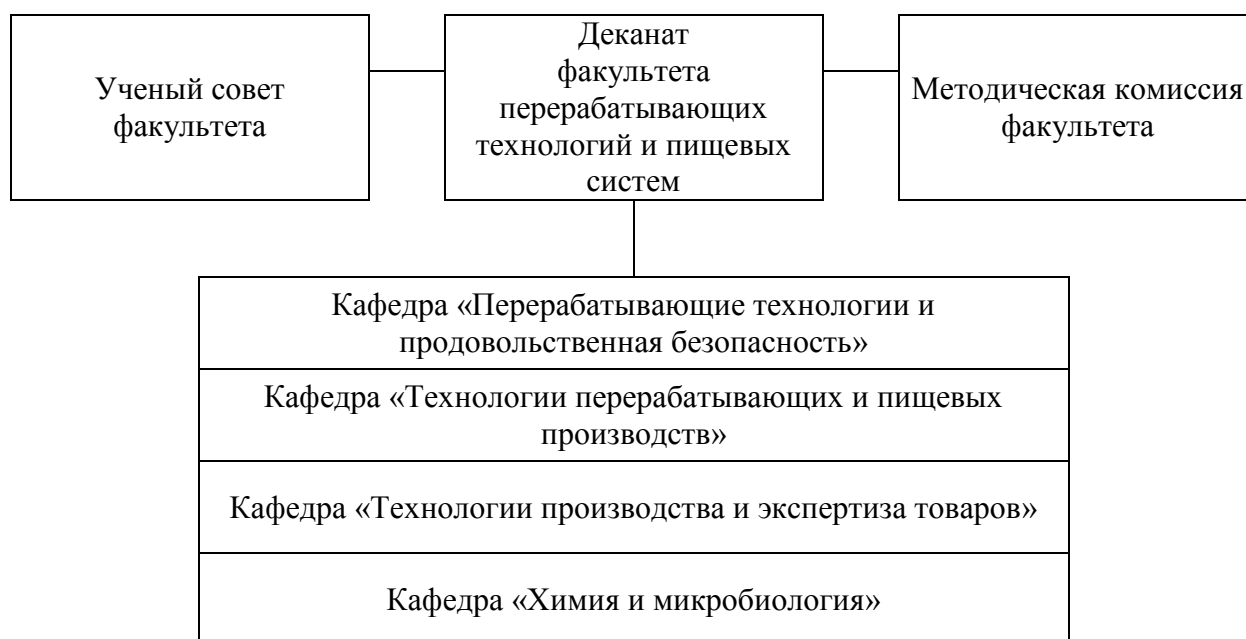 Ученый совет
факультета
Деканат
факультета
перерабатывающих
технологий и пищевых
систем
Методическая комиссия
факультета
Кафедра «Перерабатывающие технологии и
продовольственная безопасность»
Кафедра «Технологии перерабатывающих и пищевых
производств»
Кафедра «Технологии производства и экспертиза товаров»
Кафедра «Химия и микробиология»